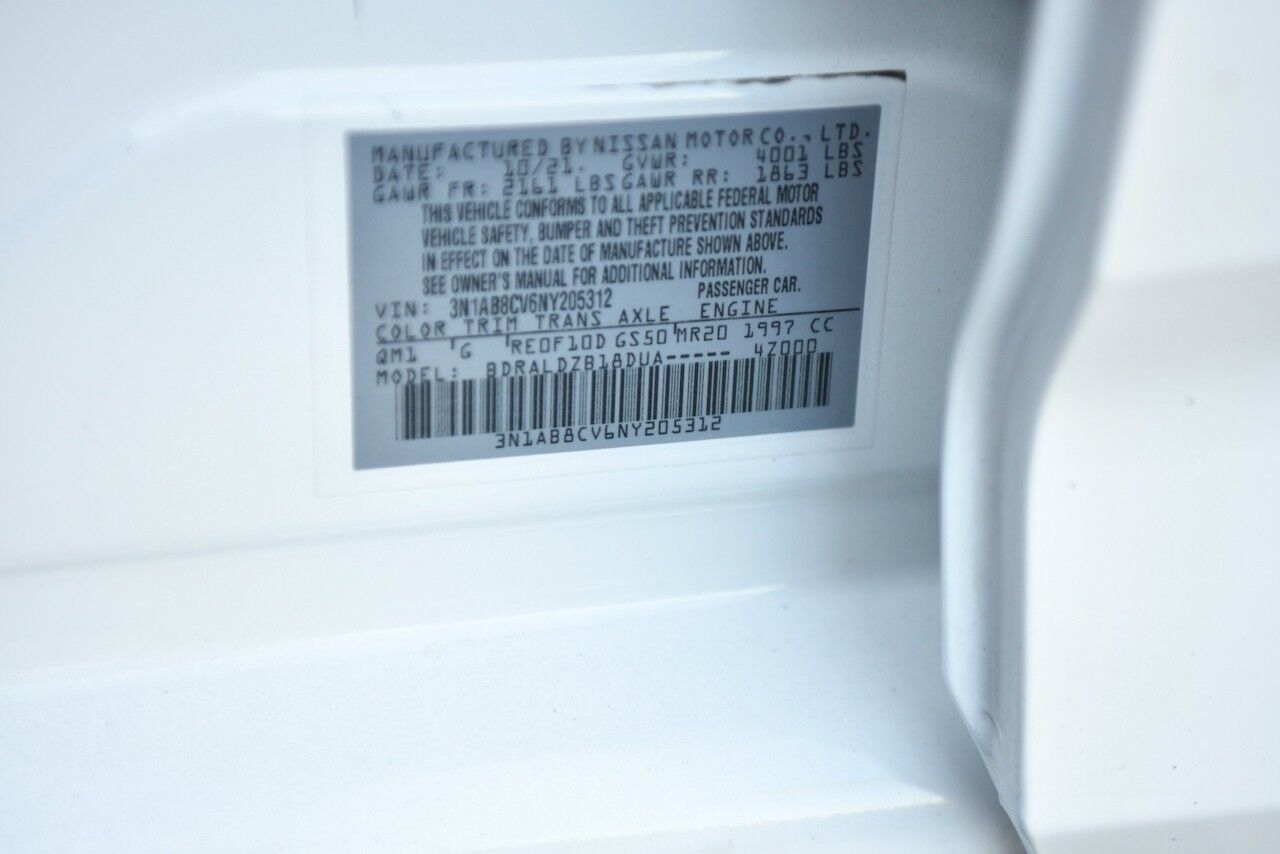 MANUFACTURED BY NISSAN MOTOR CO., LTD.
DATE: 10/21. GVWR: 4001 LBS
GAWR FR: 2161 LBS GAWR RR: 1863 LBS
THIS VEHICLE CONFORMS TO ALL APPLICABLE FEDERAL MOTOR
VEHICLE SAFETY, BUMPER AND THEFT PREVENTION STANDARDS
IN EFFECT ON THE DATE OF MANUFACTURE SHOWN ABOVE.
SEE OWNER'S MANUAL FOR ADDITIONAL INFORMATION.
VIN: 3N1AB8CV6NY205312 PASSENGER CAR.
COLOR TRIM TRANS AXLE ENGINE
QM1 G RE0F10D GS50 MR20 1997 CC
MODEL: BDRALDZB18DUA----- 4Z000
3N1AB8CV6NY205312